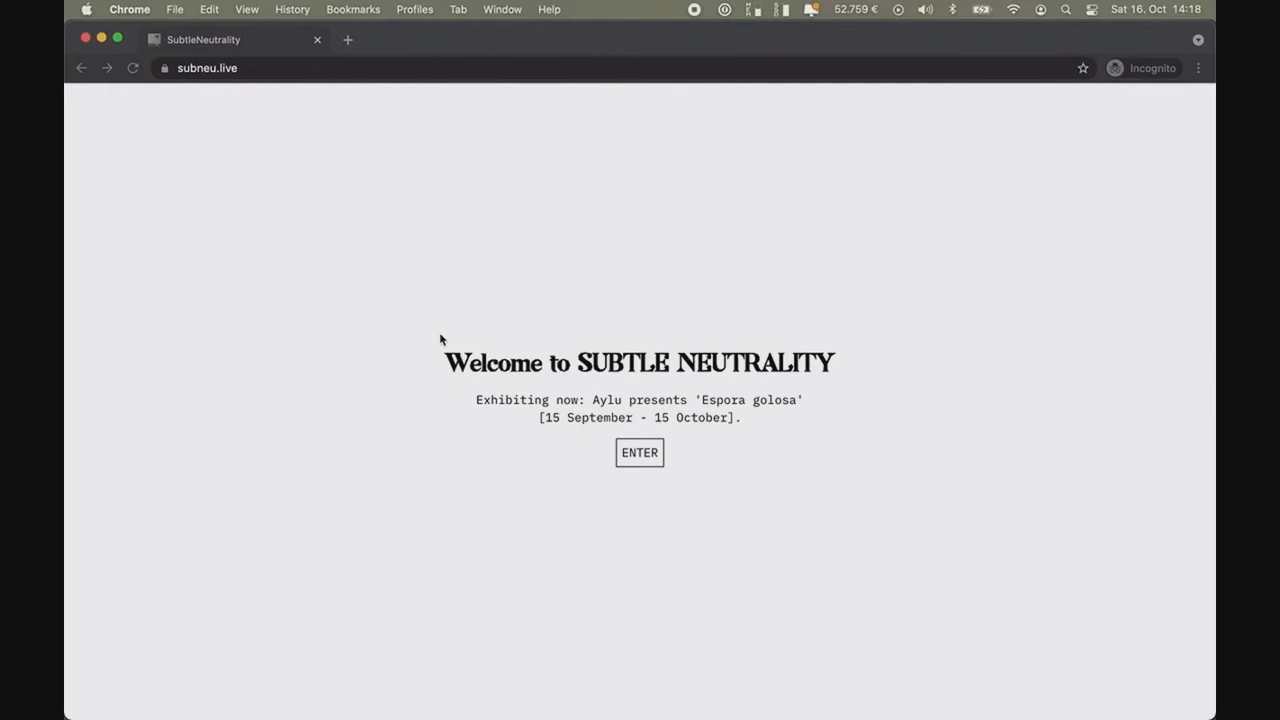 Chrome File Edit View History Bookmarks Profiles Tab Window Help 52.759 € Sat 16. Oct 14:18
SubtleNeutrality
subneu.live Incognito
Welcome to SUBTLE NEUTRALITY
Exhibiting now: Aylu presents 'Espora golosa'
[15 September - 15 October].
ENTER